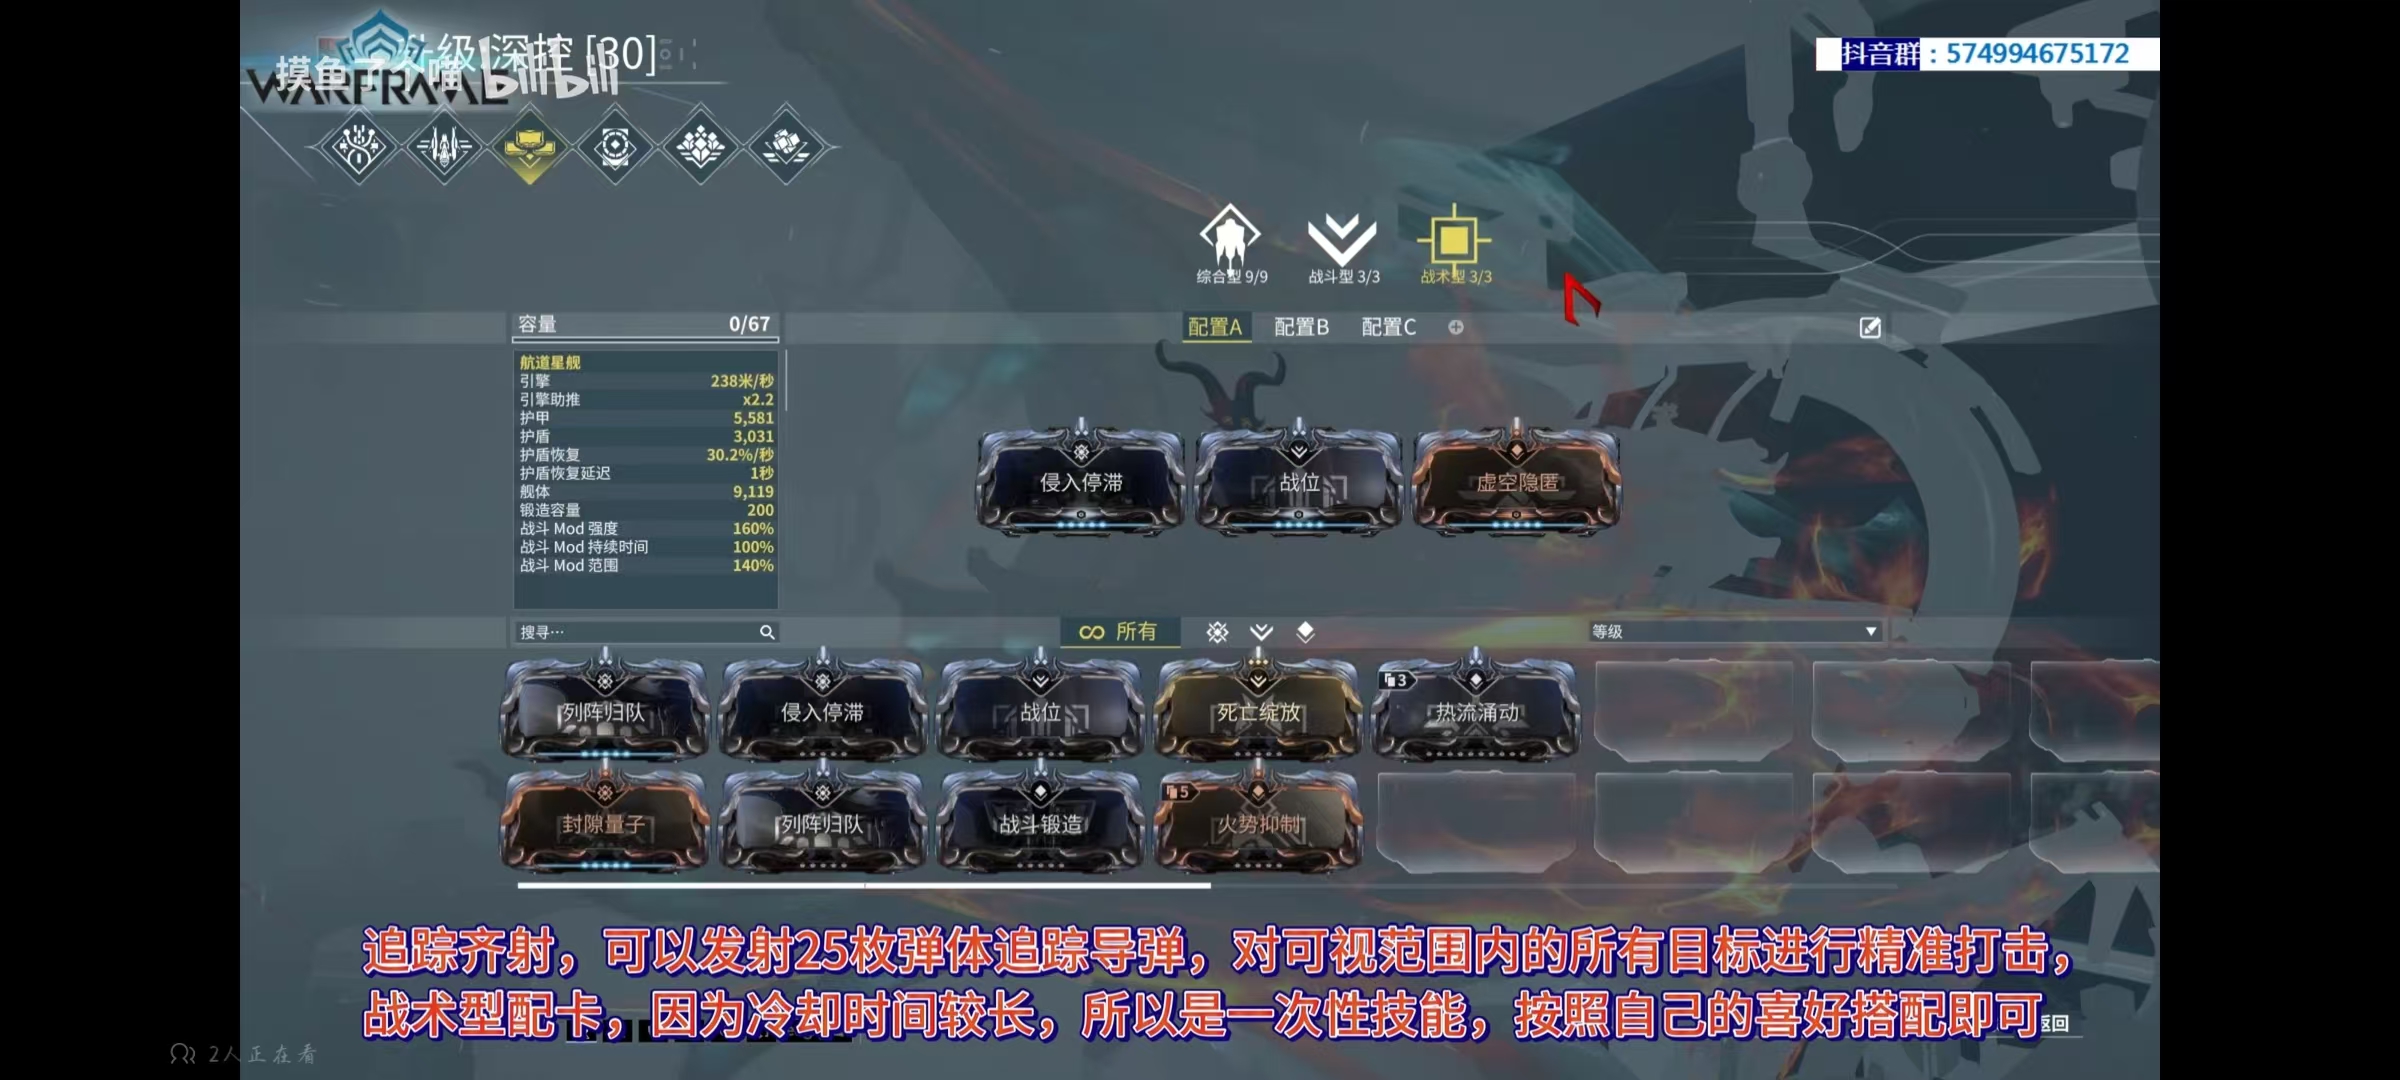 升级:深控 [30]
摸鱼了个喵 bilibili
WARFRAME
抖音群：574994675172
综合型 9/9
战斗型 3/3
战术型 3/3
容量 0/67
配置A 配置B 配置C
航道星舰
引擎 238米/秒
引擎助推 x2.2
护甲 5,581
护盾 3,031
护盾恢复 30.2%/秒
护盾恢复延迟 1秒
舰体 9,119
锻造容量 200
战斗 Mod 强度 160%
战斗 Mod 持续时间 100%
战斗 Mod 范围 140%
侵入停滞 战位 虚空隐匿
搜寻… 所有 等级
列阵归队 侵入停滞 战位 死亡绽放 3 热流涌动
封隙量子 列阵归队 战斗锻造 5 火势抑制
追踪齐射，可以发射25枚弹体追踪导弹，对可视范围内的所有目标进行精准打击，
战术型配卡，因为冷却时间较长，所以是一次性技能，按照自己的喜好搭配即可
返回
2人正在看